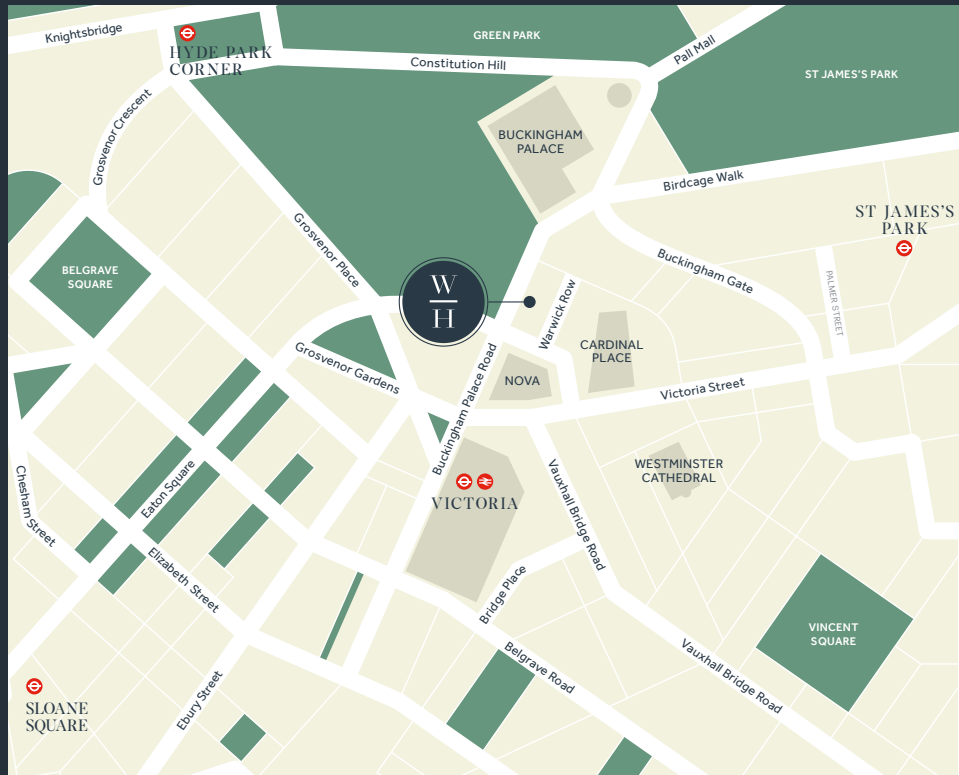 Knightsbridge
HYDE PARK
CORNER
GREEN PARK
Constitution Hill
Pall Mall
ST JAMES'S PARK
Grosvenor Crescent
BUCKINGHAM
PALACE
Birdcage Walk
ST JAMES'S
PARK
BELGRAVE
SQUARE
Grosvenor Place
W
H
Warwick Row
Buckingham Gate
PALMER STREET
CARDINAL
PLACE
Grosvenor Gardens
NOVA
Victoria Street
Buckingham Palace Road
WESTMINSTER
CATHEDRAL
VICTORIA
Vauxhall Bridge Road
Chesham Street
Eaton Square
Elizabeth Street
Bridge Place
VINCENT
SQUARE
Belgrave Road
Vauxhall Bridge Road
Ebury Street
SLOANE
SQUARE